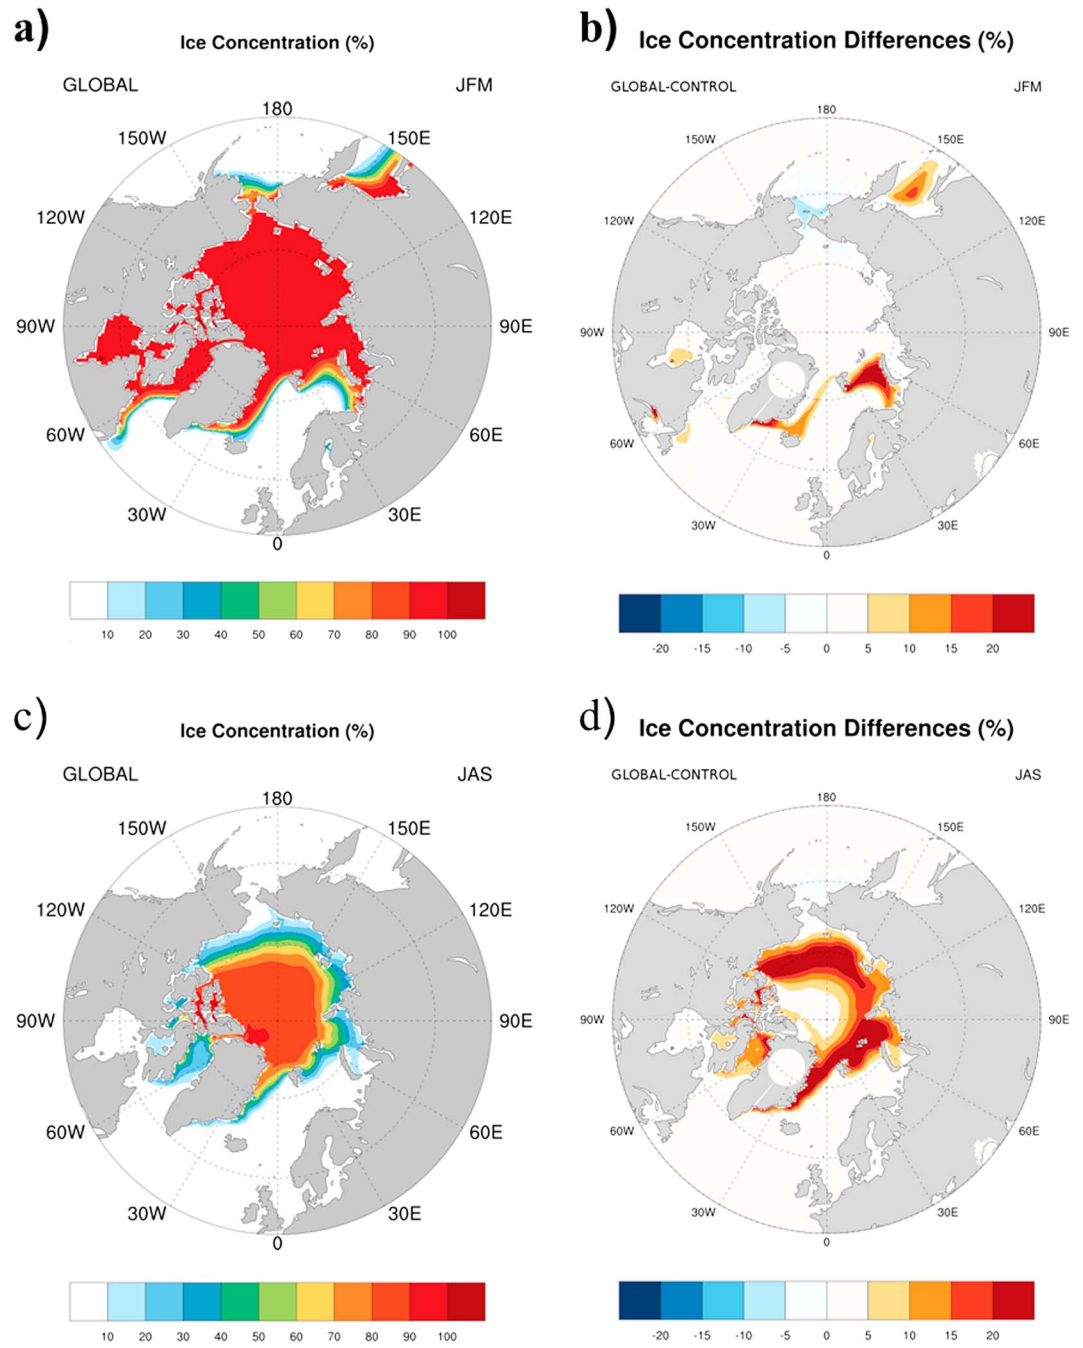 a)
Ice Concentration (%)
GLOBAL JFM
180
150W 150E
120W 120E
90W 90E
60W 60E
30W 30E
0
10 20 30 40 50 60 70 80 90 100
b)
Ice Concentration Differences (%)
GLOBAL-CONTROL JFM
180
150W 150E
120W 120E
90W 90E
60W 60E
30W 30E
0
-20 -15 -10 -5 0 5 10 15 20
c)
Ice Concentration (%)
GLOBAL JAS
180
150W 150E
120W 120E
90W 90E
60W 60E
30W 30E
0
10 20 30 40 50 60 70 80 90 100
d)
Ice Concentration Differences (%)
GLOBAL-CONTROL JAS
180
150W 150E
120W 120E
90W 90E
60W 60E
30W 30E
0
-20 -15 -10 -5 0 5 10 15 20